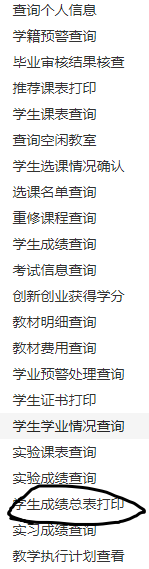 查询个人信息
学籍预警查询
毕业审核结果核查
推荐课表打印
学生课表查询
查询空闲教室
学生选课情况确认
选课名单查询
重修课程查询
学生成绩查询
考试信息查询
创新创业获得学分
教材明细查询
教材费用查询
学业预警处理查询
学生证书打印
学生学业情况查询
实验课表查询
实验成绩查询
学生成绩总表打印
实习成绩查询
教学执行计划查看